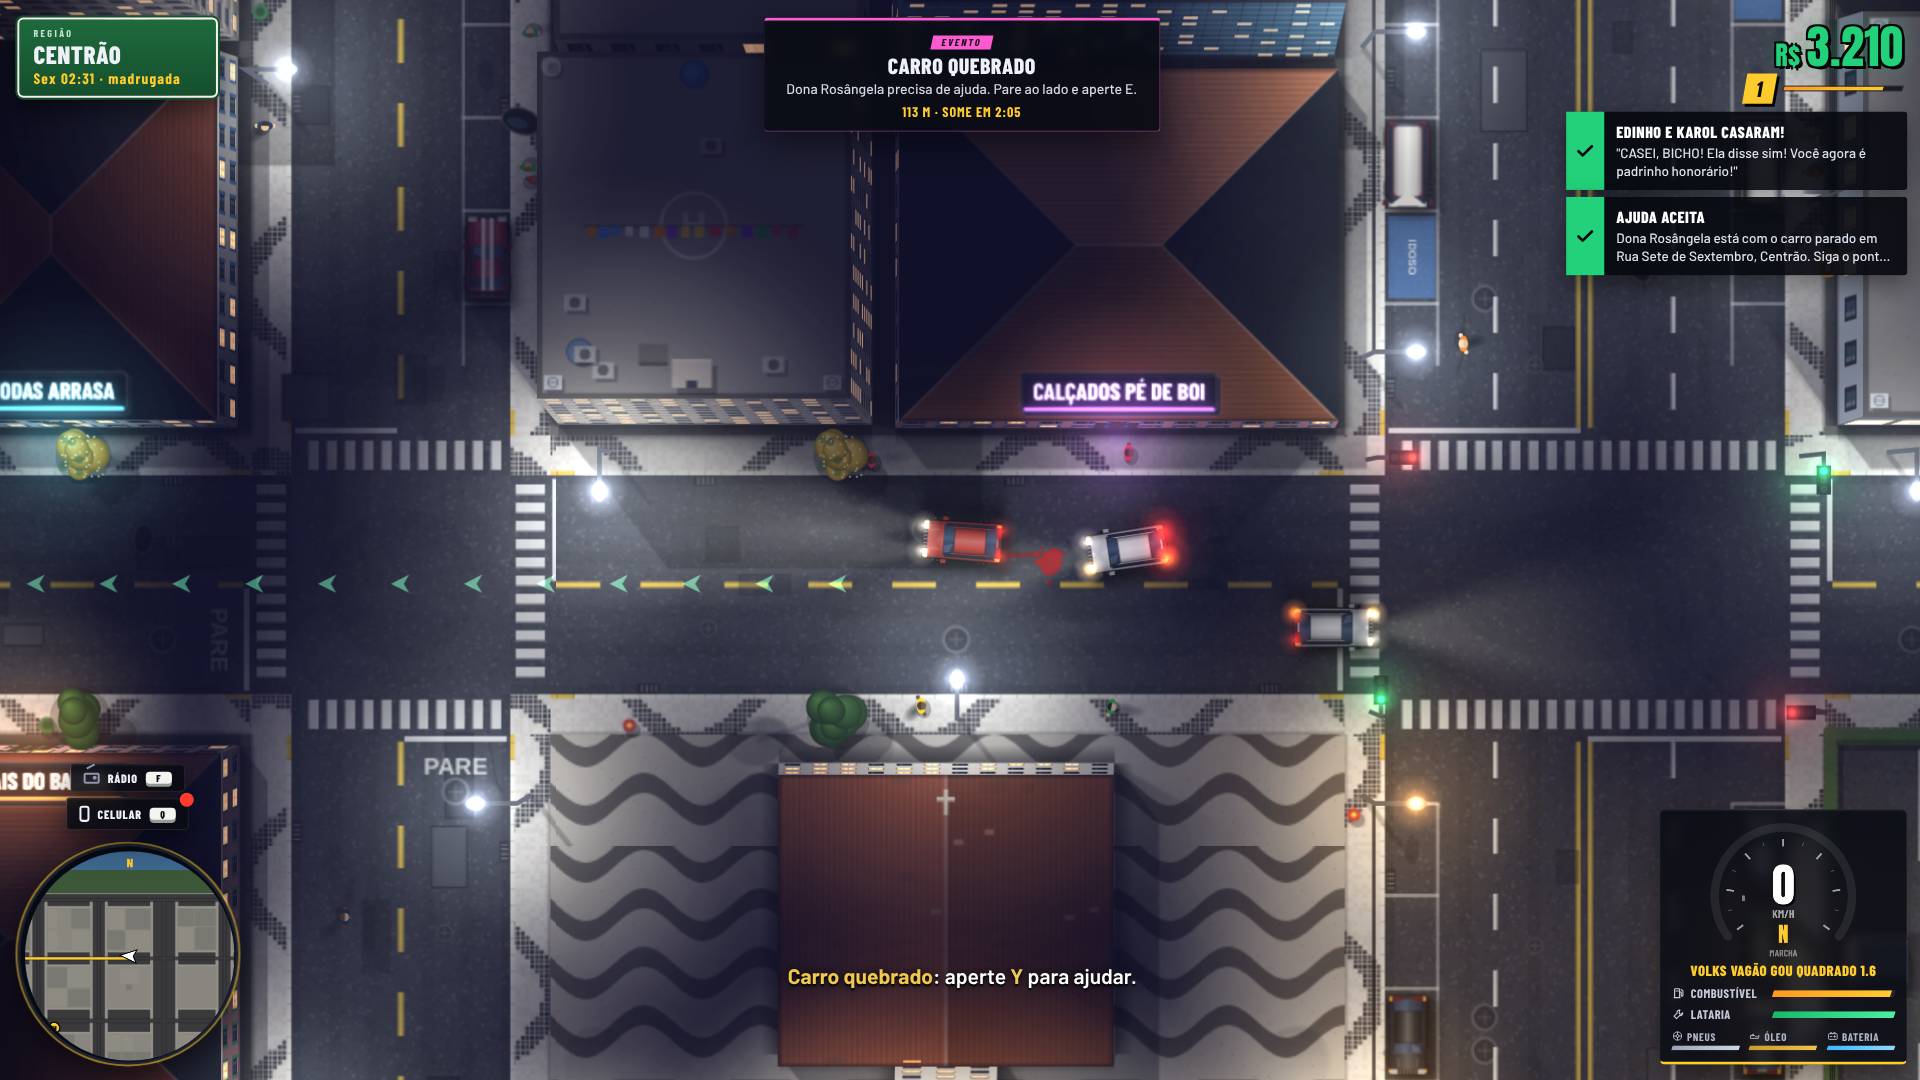 REGIÃO
CENTRÃO
Sex 02:31 · madrugada
EVENTO
CARRO QUEBRADO
Dona Rosângela precisa de ajuda. Pare ao lado e aperte E.
113 M · SOME EM 2:05
R$ 3.210
1
EDINHO E KAROL CASARAM!
"CASEI, BICHO! Ela disse sim! Você agora é
padrinho honorário!"
AJUDA ACEITA
Dona Rosângela está com o carro parado em
Rua Sete de Sextembro, Centrão. Siga o pont...
H
IDOSO
ODAS ARRASA
CALÇADOS PÉ DE BOI
PARE
PARE
AIS DO BA
RÁDIO F
CELULAR Q
N
Carro quebrado: aperte Y para ajudar.
0
KM/H
N
MARCHA
VOLKS VAGÃO GOU QUADRADO 1.6
COMBUSTÍVEL
LATARIA
PNEUS
ÓLEO
BATERIA